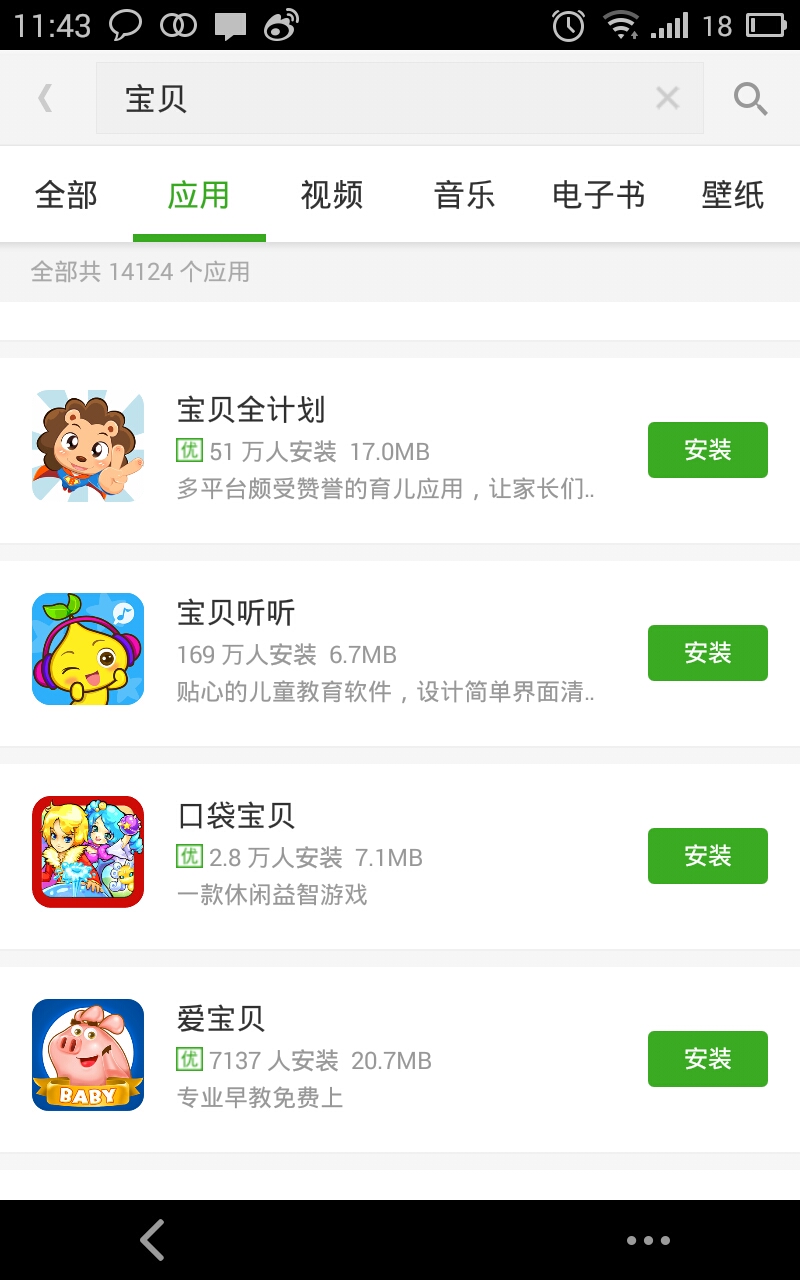 11:43
18
宝贝
全部 应用 视频 音乐 电子书 壁纸
全部共 14124 个应用
宝贝全计划
优 51 万人安装 17.0MB
多平台颇受赞誉的育儿应用，让家长们..
安装
宝贝听听
169 万人安装 6.7MB
贴心的儿童教育软件，设计简单界面清..
安装
口袋宝贝
优 2.8 万人安装 7.1MB
一款休闲益智游戏
安装
BABY
爱宝贝
优 7137 人安装 20.7MB
专业早教免费上
安装